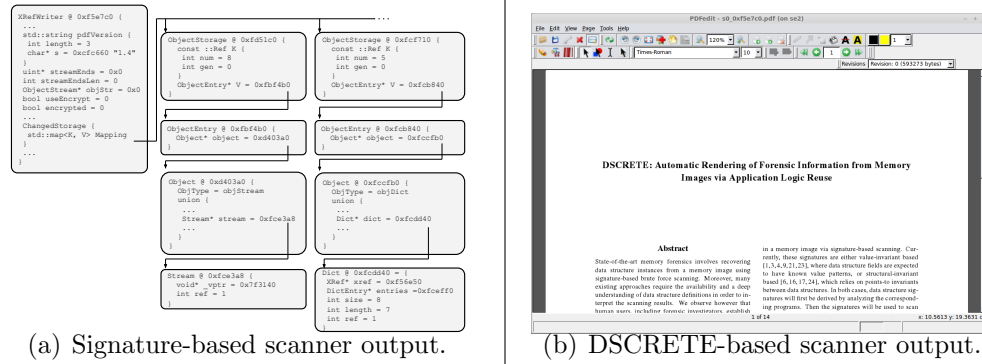 XRefWriter @ 0xf5e7c0 {
...
std::string pdfVersion {
int length = 3
char* s = 0xcfc660 "1.4"
}
uint* streamEnds = 0x0
int streamEndsLen = 0
ObjectStream* objStr = 0x0
bool useEncrypt = 0
bool encrypted = 0
...
ChangedStorage {
std::map<K, V> Mapping
}
...
}
....
ObjectStorage @ 0xfd51c0 {
const ::Ref K {
int num = 8
int gen = 0
}
ObjectEntry* V = 0xfbf4b0
}
ObjectEntry @ 0xfbf4b0 {
Object* object = 0xd403a0
}
Object @ 0xd403a0 {
ObjType = objStream
union {
...
Stream* stream = 0xfce3a8
...
}
}
Stream @ 0xfce3a8 {
void* _vptr = 0x7f3140
int ref = 1
}
ObjectStorage @ 0xfcf710 {
const ::Ref K {
int num = 5
int gen = 0
}
ObjectEntry* V = 0xfcb840
}
ObjectEntry @ 0xfcb840 {
Object* object = 0xfccfb0
}
Object @ 0xfccfb0 {
ObjType = objDict
union {
...
Dict* dict = 0xfcdd40
...
}
}
Dict @ 0xfcdd40 = {
XRef* xref = 0xf56e50
DictEntry* entries =0xfceff0
int size = 8
int length = 7
int ref = 1
}
(a) Signature-based scanner output.
PDFedit - s0_0xf5e7c0.pdf (on se2)
File Edit View Page Tools Help
120%
1
Times-Roman
10
1
Revisions
Revision: 0 (593273 bytes)
DSCRETE: Automatic Rendering of Forensic Information from Memory
Images via Application Logic Reuse
Abstract
State-of-the-art memory forensics involves recovering
data structure instances from a memory image using
signature-based brute force scanning. Moreover, many
existing approaches require the availability and a deep
understanding of data structure definitions in order to in-
terpret the scanning results. We observe however that
human users, including forensic investigators, establish
in a memory image via signature-based scanning. Cur-
rently, these signatures are either value-invariant based
[1,3,4,9,21,23], where data structure fields are expected
to have known value patterns, or structural-invariant
based [6,16,17,24], which relies on points-to invariants
between data structures. In both cases, data structure sig-
natures will first be derived by analyzing the correspond-
ing programs. Then the signatures will be used to scan
1 of 14
x: 10.5613 y: 19.3631 c
(b) DSCRETE-based scanner output.